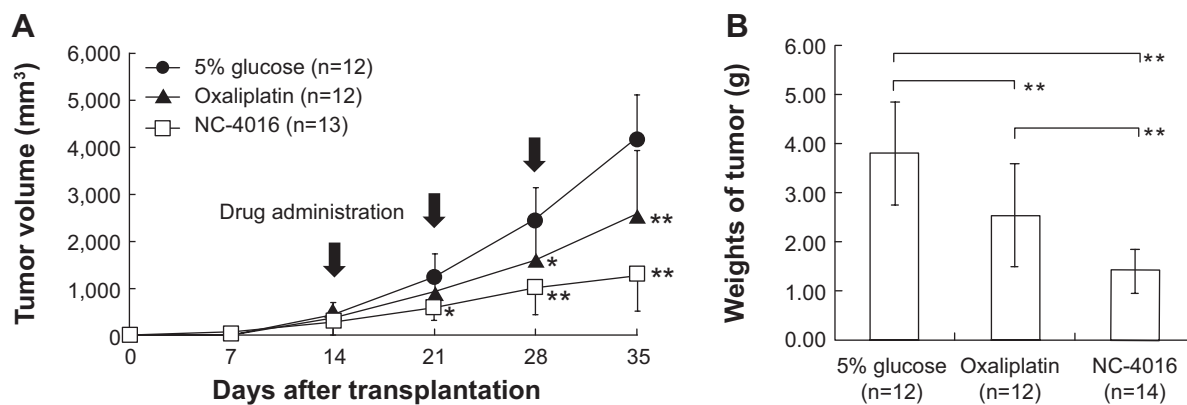 A
Tumor volume (mm³)
6,000
5,000
4,000
3,000
2,000
1,000
0
5% glucose (n=12)
Oxaliplatin (n=12)
NC-4016 (n=13)
Drug administration
*
**
*
**
**
**
0 7 14 21 28 35
Days after transplantation
B
Weights of tumor (g)
6.00
5.00
4.00
3.00
2.00
1.00
0.00
**
**
**
5% glucose
(n=12)
Oxaliplatin
(n=12)
NC-4016
(n=14)